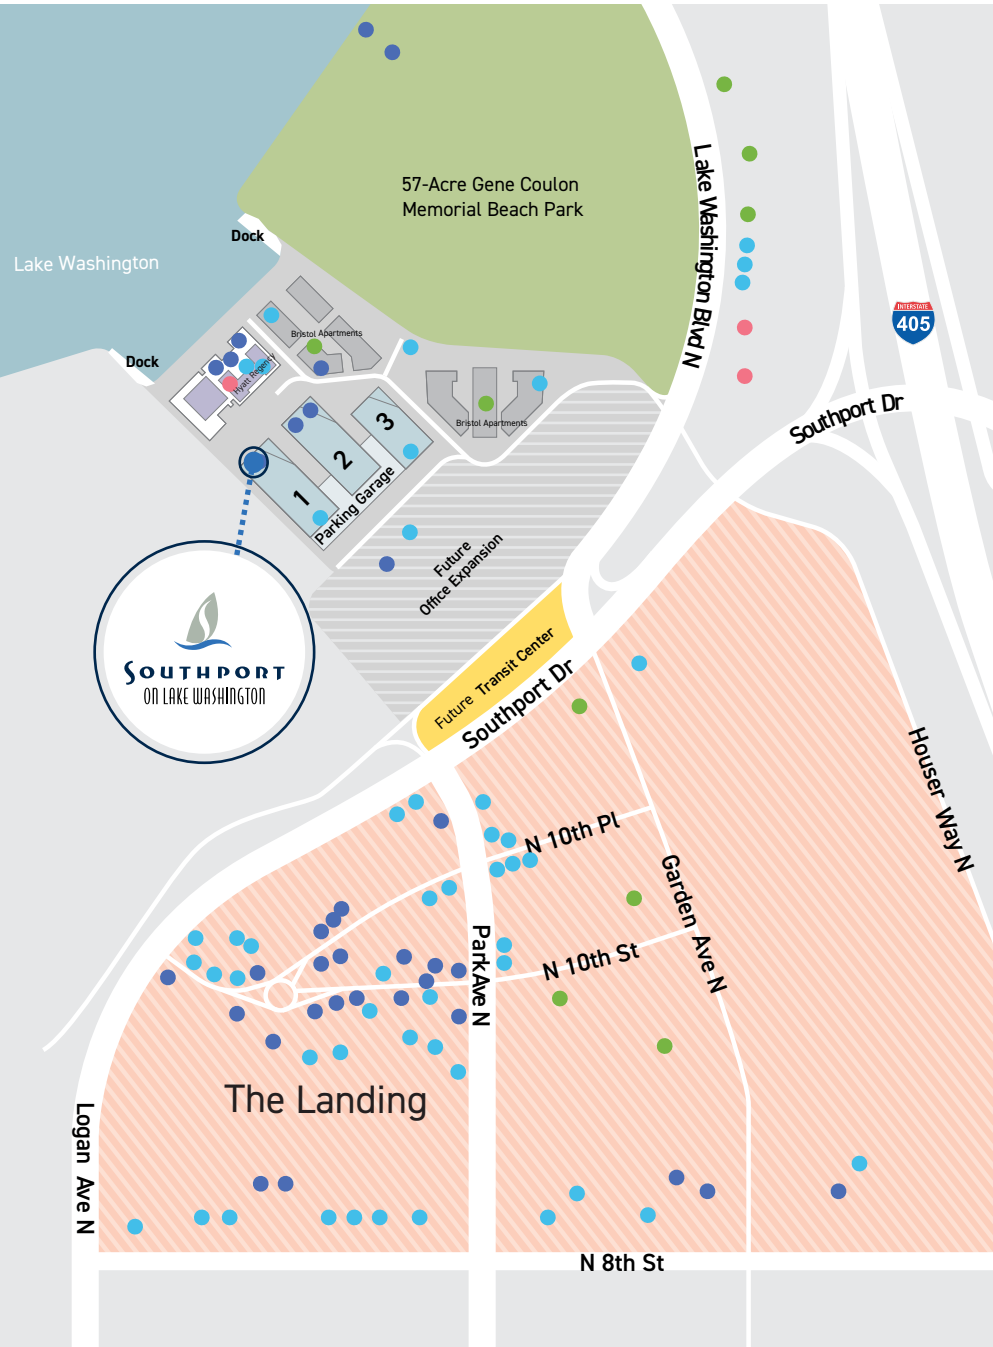 57-Acre Gene Coulon
Memorial Beach Park
Lake Washington Blvd N
Dock
Lake Washington
INTERSTATE
405
Bristol Apartments
Dock
Hyatt Regency
Southport Dr
Bristol Apartments
3
2
1
Parking Garage
Future
Office Expansion
SOUTHPORT
ON LAKE WASHINGTON
Future Transit Center
Southport Dr
Houser Way N
N 10th Pl
Garden Ave N
Park Ave N
N 10th St
The Landing
Logan Ave N
N 8th St